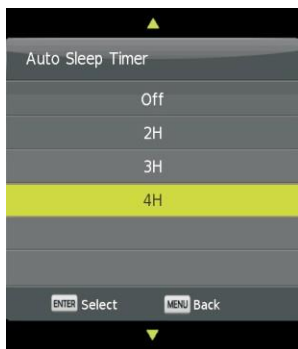 Auto Sleep Timer
Off
2H
3H
4H
ENTER Select MENU Back